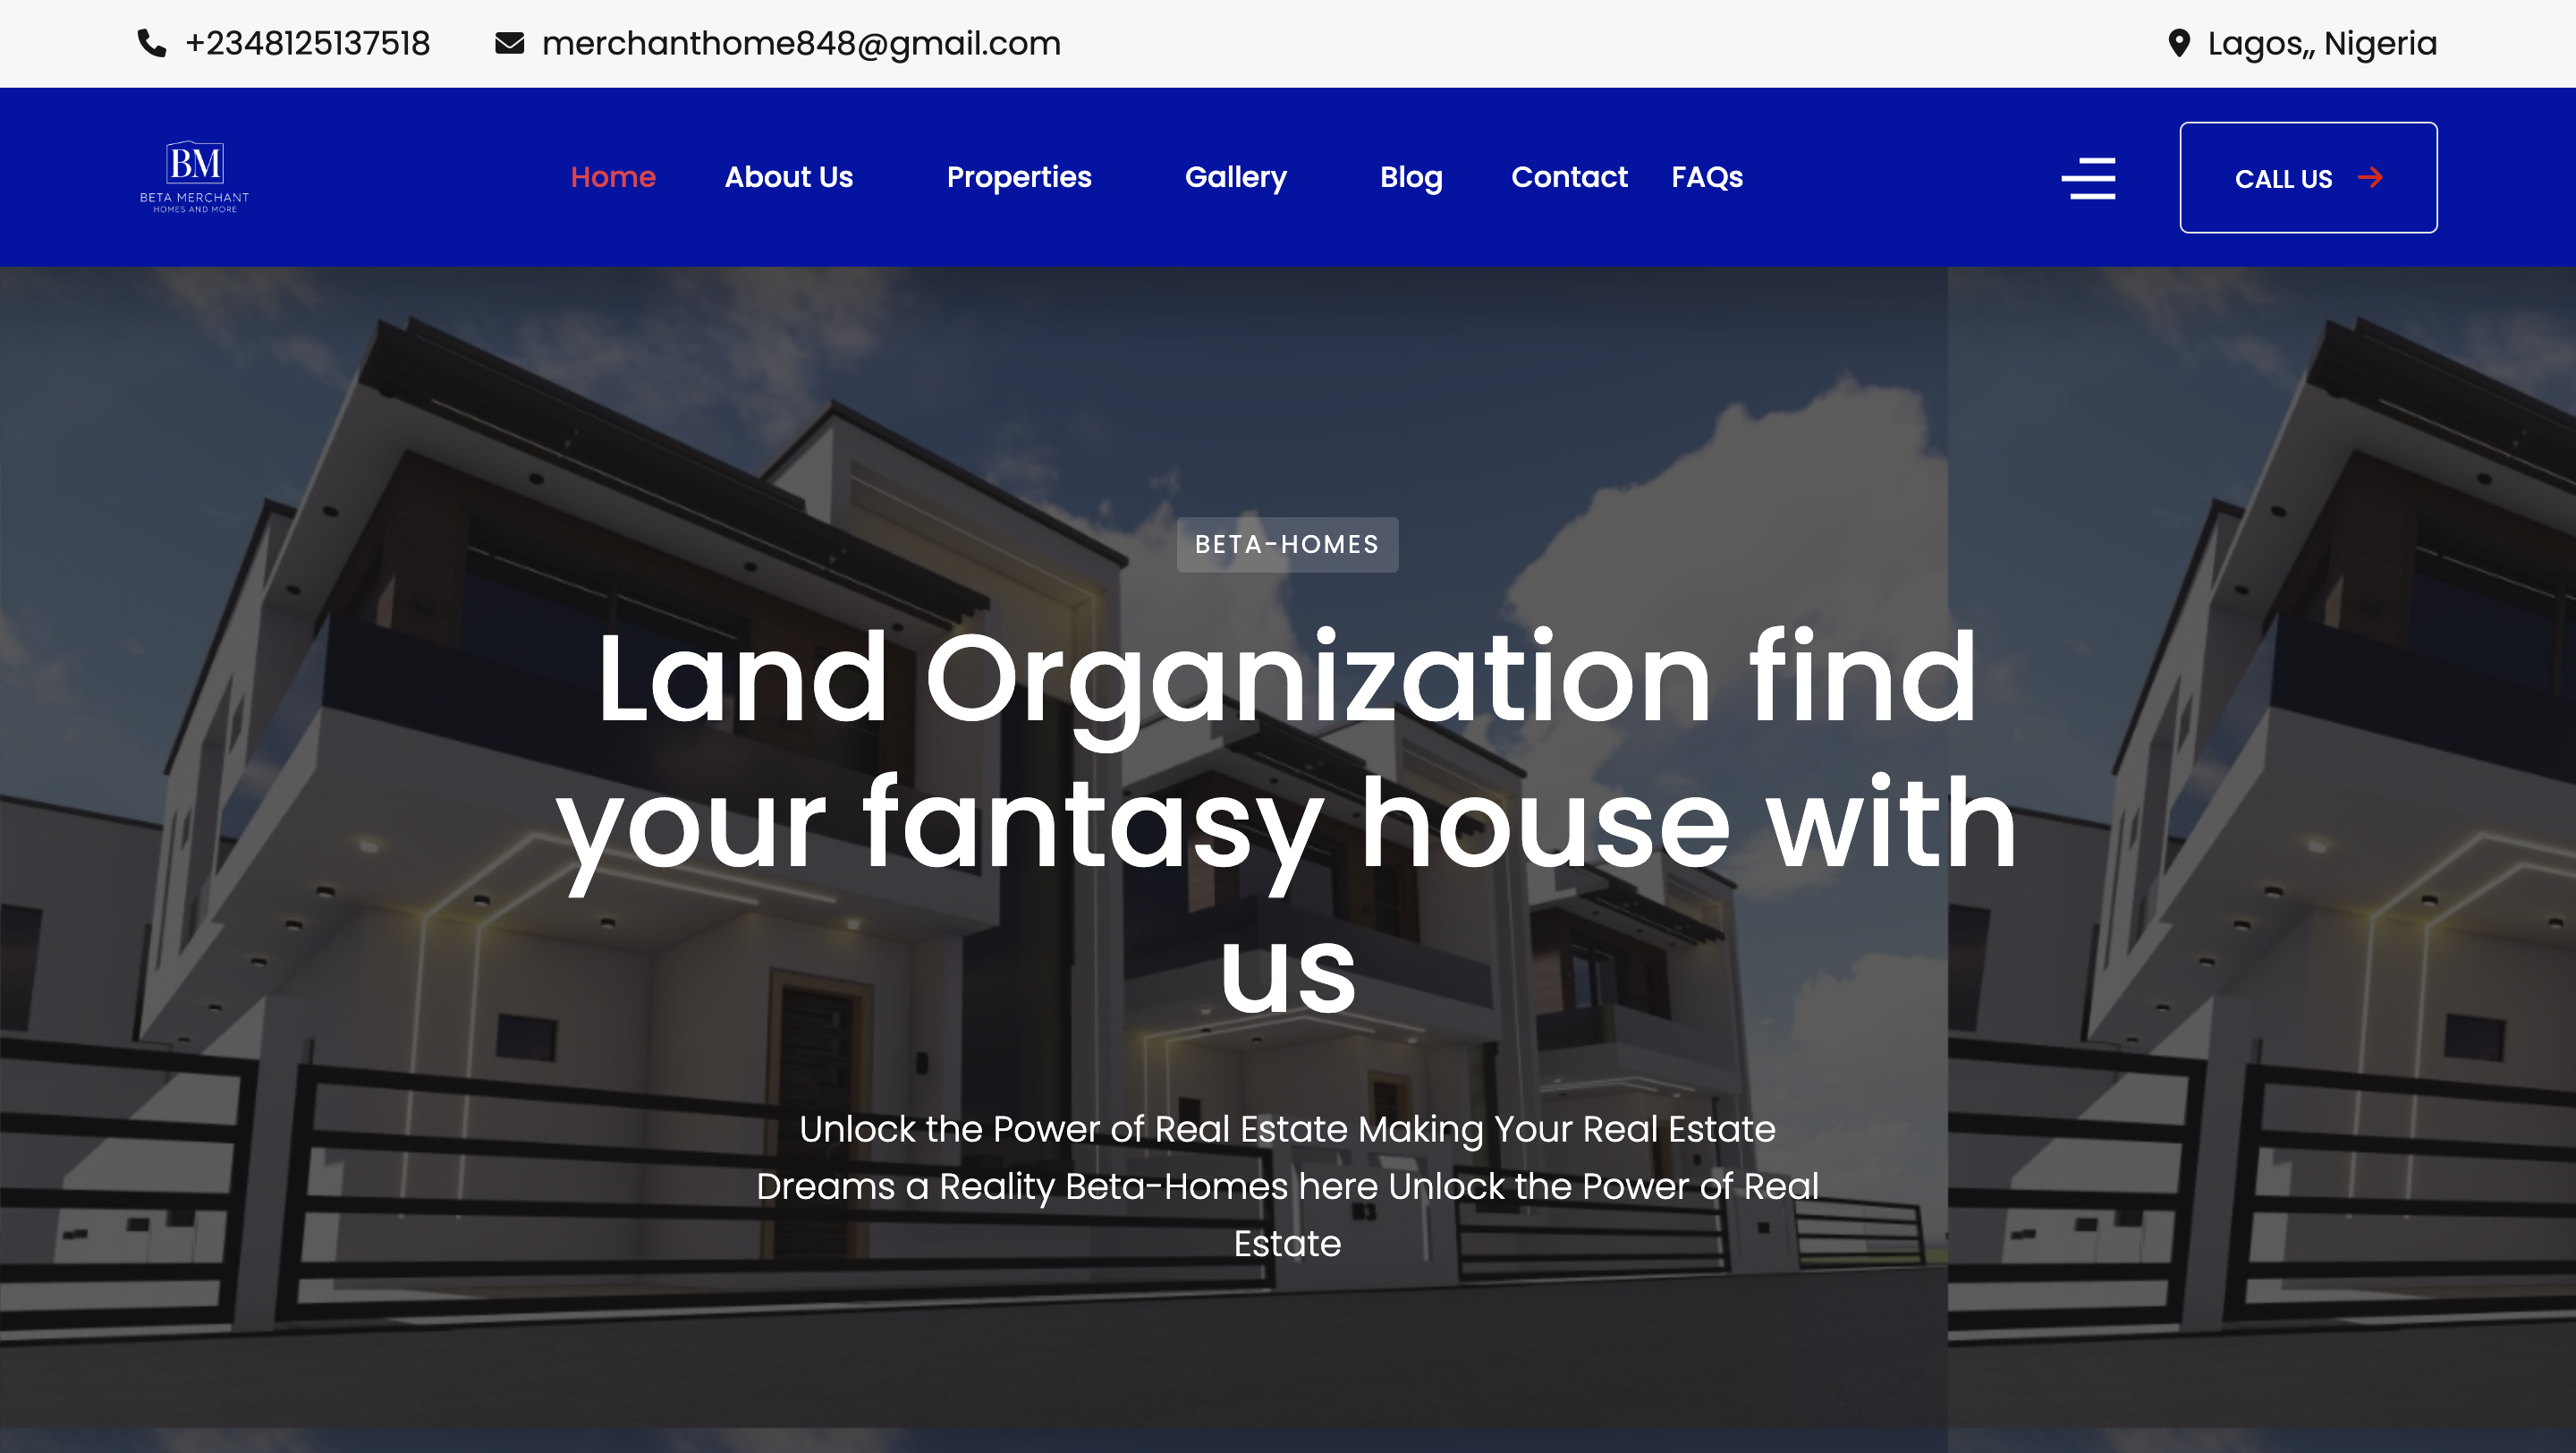 +2348125137518 merchanthome848@gmail.com Lagos,, Nigeria
BM
BETA MERCHANT
HOMES AND MORE
Home About Us Properties Gallery Blog Contact FAQs CALL US
BETA-HOMES
Land Organization find
your fantasy house with
us
Unlock the Power of Real Estate Making Your Real Estate
Dreams a Reality Beta-Homes here Unlock the Power of Real
Estate